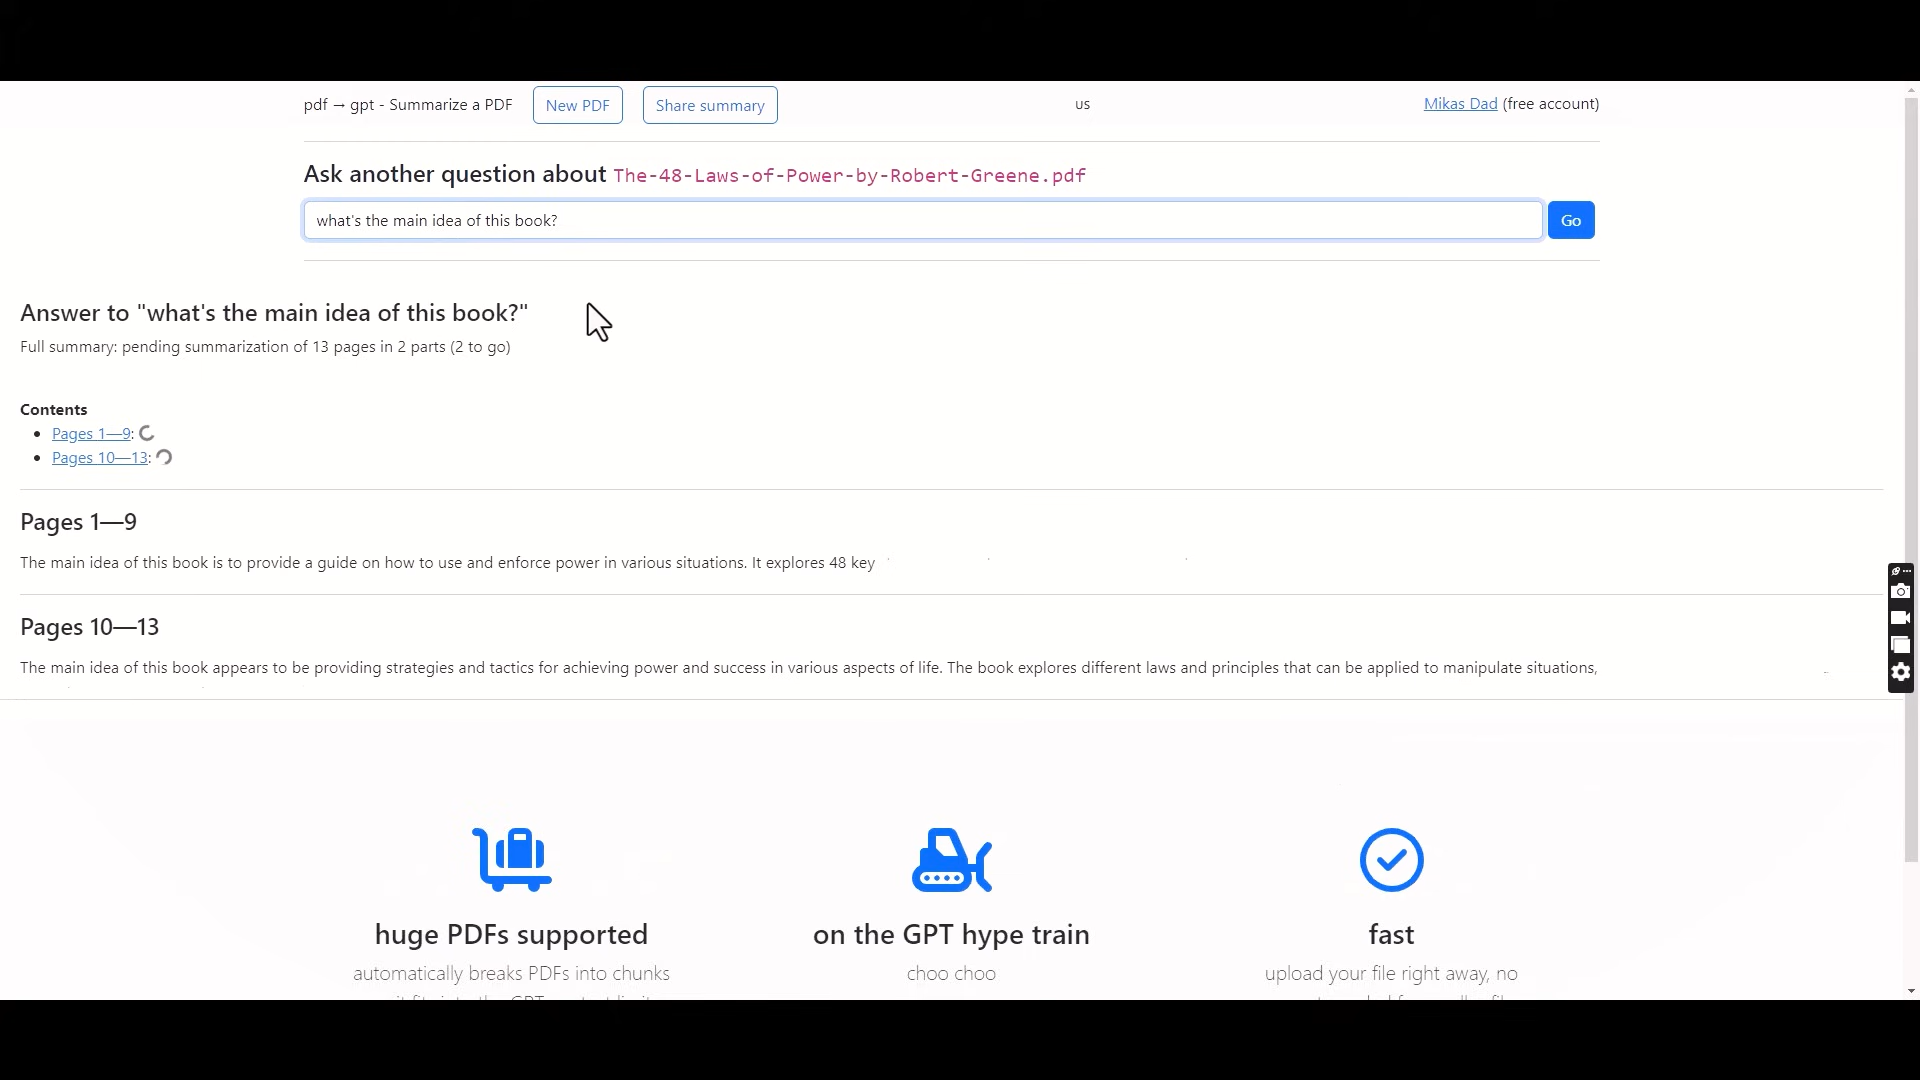 pdf → gpt - Summarize a PDF New PDF Share summary us Mikas Dad (free account)
Ask another question about The-48-Laws-of-Power-by-Robert-Greene.pdf
what's the main idea of this book? Go
Answer to "what's the main idea of this book?"
Full summary: pending summarization of 13 pages in 2 parts (2 to go)
Contents
Pages 1—9:
Pages 10—13:
Pages 1—9
The main idea of this book is to provide a guide on how to use and enforce power in various situations. It explores 48 key
Pages 10—13
The main idea of this book appears to be providing strategies and tactics for achieving power and success in various aspects of life. The book explores different laws and principles that can be applied to manipulate situations,
huge PDFs supported
automatically breaks PDFs into chunks
on the GPT hype train
choo choo
fast
upload your file right away, no